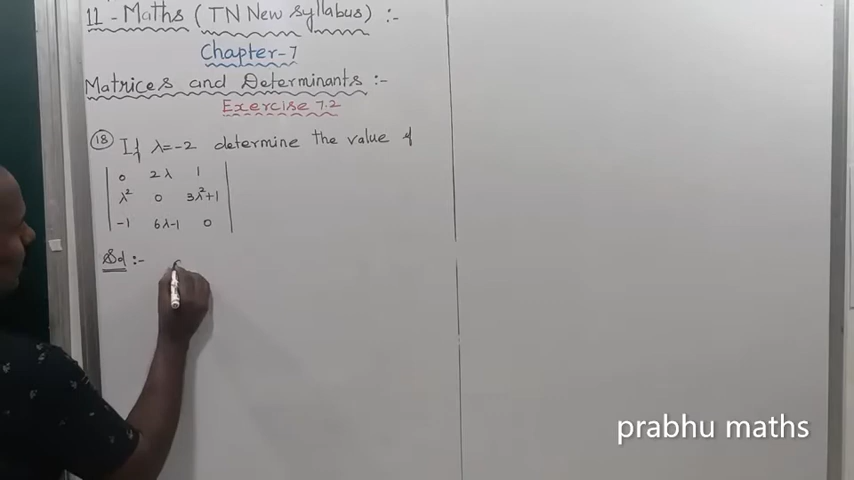 11 - Maths (TN New syllabus) :-
Chapter-7
Matrices and Determinants :-
Exercise 7.2
18 If λ=-2 determine the value of
0 2λ 1
λ² 0 3λ²+1
-1 6λ-1 0
Sol :-
prabhu maths